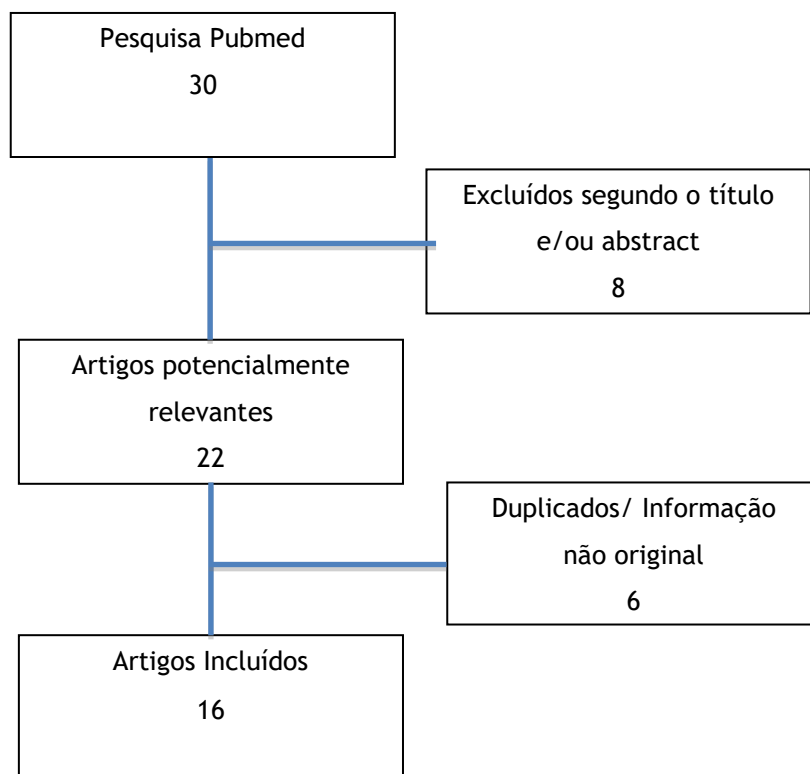 Pesquisa Pubmed
30
Excluídos segundo o título
e/ou abstract
8
Artigos potencialmente
relevantes
22
Duplicados/ Informação
não original
6
Artigos Incluídos
16